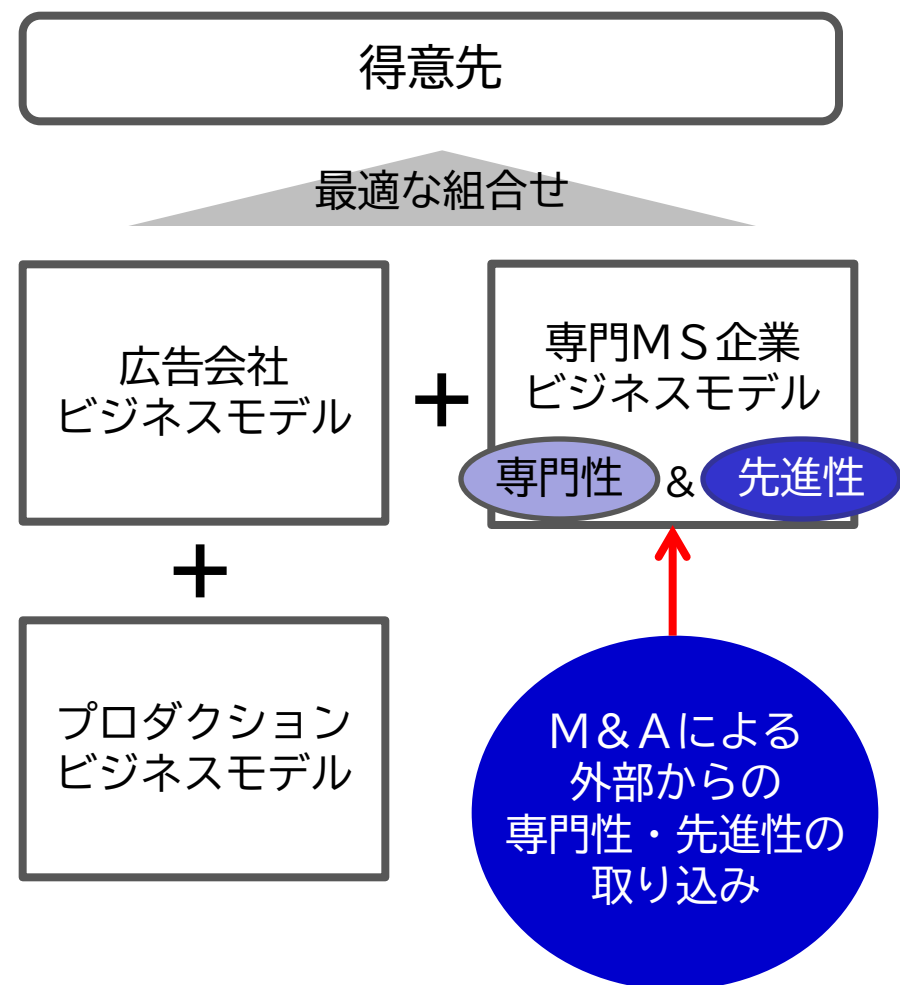 得意先
最適な組合せ
広告会社
ビジネスモデル
＋
専門ＭＳ企業
ビジネスモデル
専門性 & 先進性
＋
プロダクション
ビジネスモデル
Ｍ＆Ａによる
外部からの
専門性・先進性の
取り込み